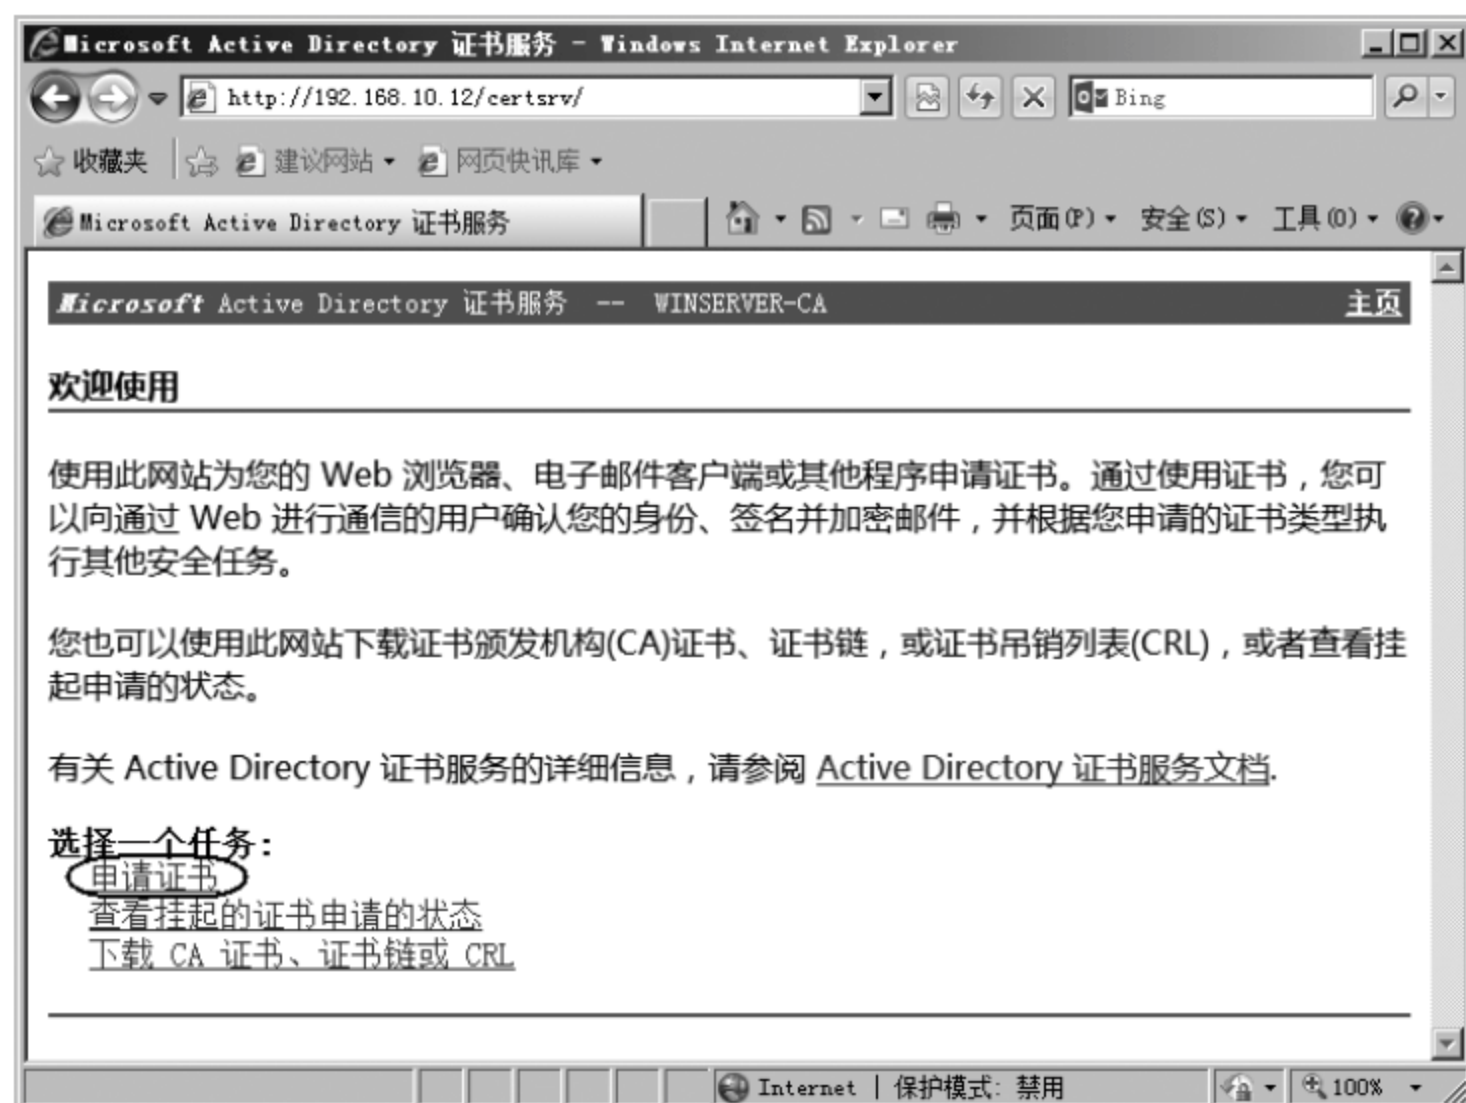 Microsoft Active Directory 证书服务 - Windows Internet Explorer
http://192.168.10.12/certsrv/
Bing
收藏夹 建议网站 网页快讯库
Microsoft Active Directory 证书服务 页面(P) 安全(S) 工具(O)
Microsoft Active Directory 证书服务 -- WINSERVER-CA 主页
欢迎使用
使用此网站为您的 Web 浏览器、电子邮件客户端或其他程序申请证书。通过使用证书，您可
以向通过 Web 进行通信的用户确认您的身份、签名并加密邮件，并根据您申请的证书类型执
行其他安全任务。
您也可以使用此网站下载证书颁发机构(CA)证书、证书链，或证书吊销列表(CRL)，或者查看挂
起申请的状态。
有关 Active Directory 证书服务的详细信息，请参阅 Active Directory 证书服务文档.
选择一个任务:
申请证书
查看挂起的证书申请的状态
下载 CA 证书、证书链或 CRL
Internet | 保护模式: 禁用 100%